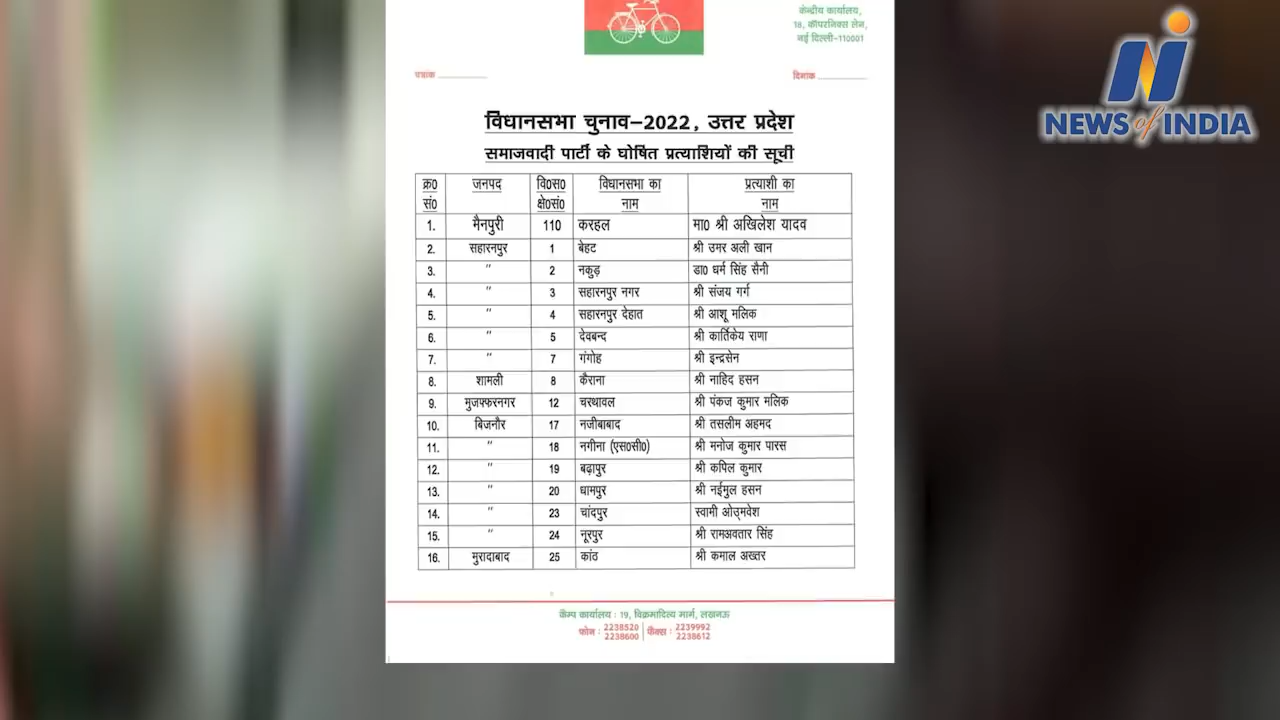 केन्द्रीय कार्यालय,
18, कॉपरनिक्स लेन,
नई दिल्ली-110001
NEWS of INDIA
पत्रांक
दिनांक
विधानसभा चुनाव–2022, उत्तर प्रदेश
समाजवादी पार्टी के घोषित प्रत्याशियों की सूची
क्र0 सं0 जनपद वि0स0 क्षे0सं0 विधानसभा का नाम प्रत्याशी का नाम
1. मैनपुरी 110 करहल मा0 श्री अखिलेश यादव
2. सहारनपुर 1 बेहट श्री उमर अली खान
3. " 2 नकुड़ डा0 धर्म सिंह सैनी
4. " 3 सहारनपुर नगर श्री संजय गर्ग
5. " 4 सहारनपुर देहात श्री आशू मलिक
6. " 5 देवबन्द श्री कार्तिकेय राणा
7. " 7 गंगोह श्री इन्द्रसेन
8. शामली 8 कैराना श्री नाहिद हसन
9. मुजफ्फरनगर 12 चरथावल श्री पंकज कुमार मलिक
10. बिजनौर 17 नजीबाबाद श्री तसलीम अहमद
11. " 18 नगीना (एस0सी0) श्री मनोज कुमार पारस
12. " 19 बढ़ापुर श्री कपिल कुमार
13. " 20 धामपुर श्री नईमुल हसन
14. " 23 चांदपुर स्वामी ओउ्मवेश
15. " 24 नूरपुर श्री रामअवतार सिंह
16. मुरादाबाद 25 कांठ श्री कमाल अख्तर
कैम्प कार्यालय : 19, विक्रमादित्य मार्ग, लखनऊ
फोन : 2238520 2238600 फैक्स : 2239992 2238612